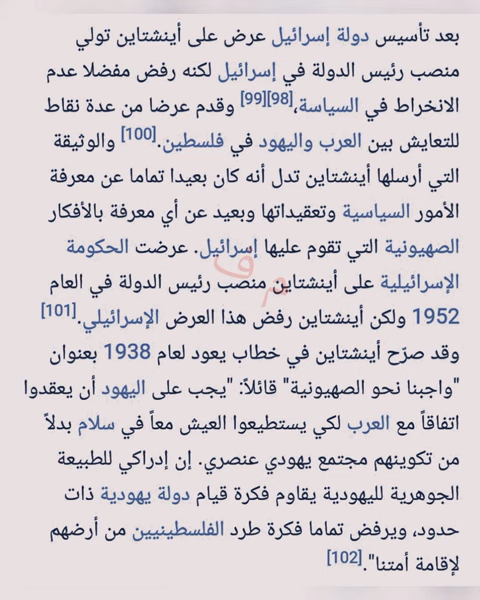 بعد تأسيس دولة إسرائيل عرض على أينشتاين تولي
منصب رئيس الدولة في إسرائيل لكنه رفض مفضلا عدم
الانخراط في السياسة،[98][99] وقدم عرضا من عدة نقاط
للتعايش بين العرب واليهود في فلسطين.[100] والوثيقة
التي أرسلها أينشتاين تدل أنه كان بعيدا تماما عن معرفة
الأمور السياسية وتعقيداتها وبعيد عن أي معرفة بالأفكار
الصهيونية التي تقوم عليها إسرائيل. عرضت الحكومة
الإسرائيلية على أينشتاين منصب رئيس الدولة في العام
1952 ولكن أينشتاين رفض هذا العرض الإسرائيلي.[101]
وقد صرّح أينشتاين في خطاب يعود لعام 1938 بعنوان
"واجبنا نحو الصهيونية" قائلاً: "يجب على اليهود أن يعقدوا
اتفاقاً مع العرب لكي يستطيعوا العيش معاً في سلام بدلاً
من تكوينهم مجتمع يهودي عنصري. إن إدراكي للطبيعة
الجوهرية لليهودية يقاوم فكرة قيام دولة يهودية ذات
حدود، ويرفض تماما فكرة طرد الفلسطينيين من أرضهم
لإقامة أمتنا".[102]
ف
م